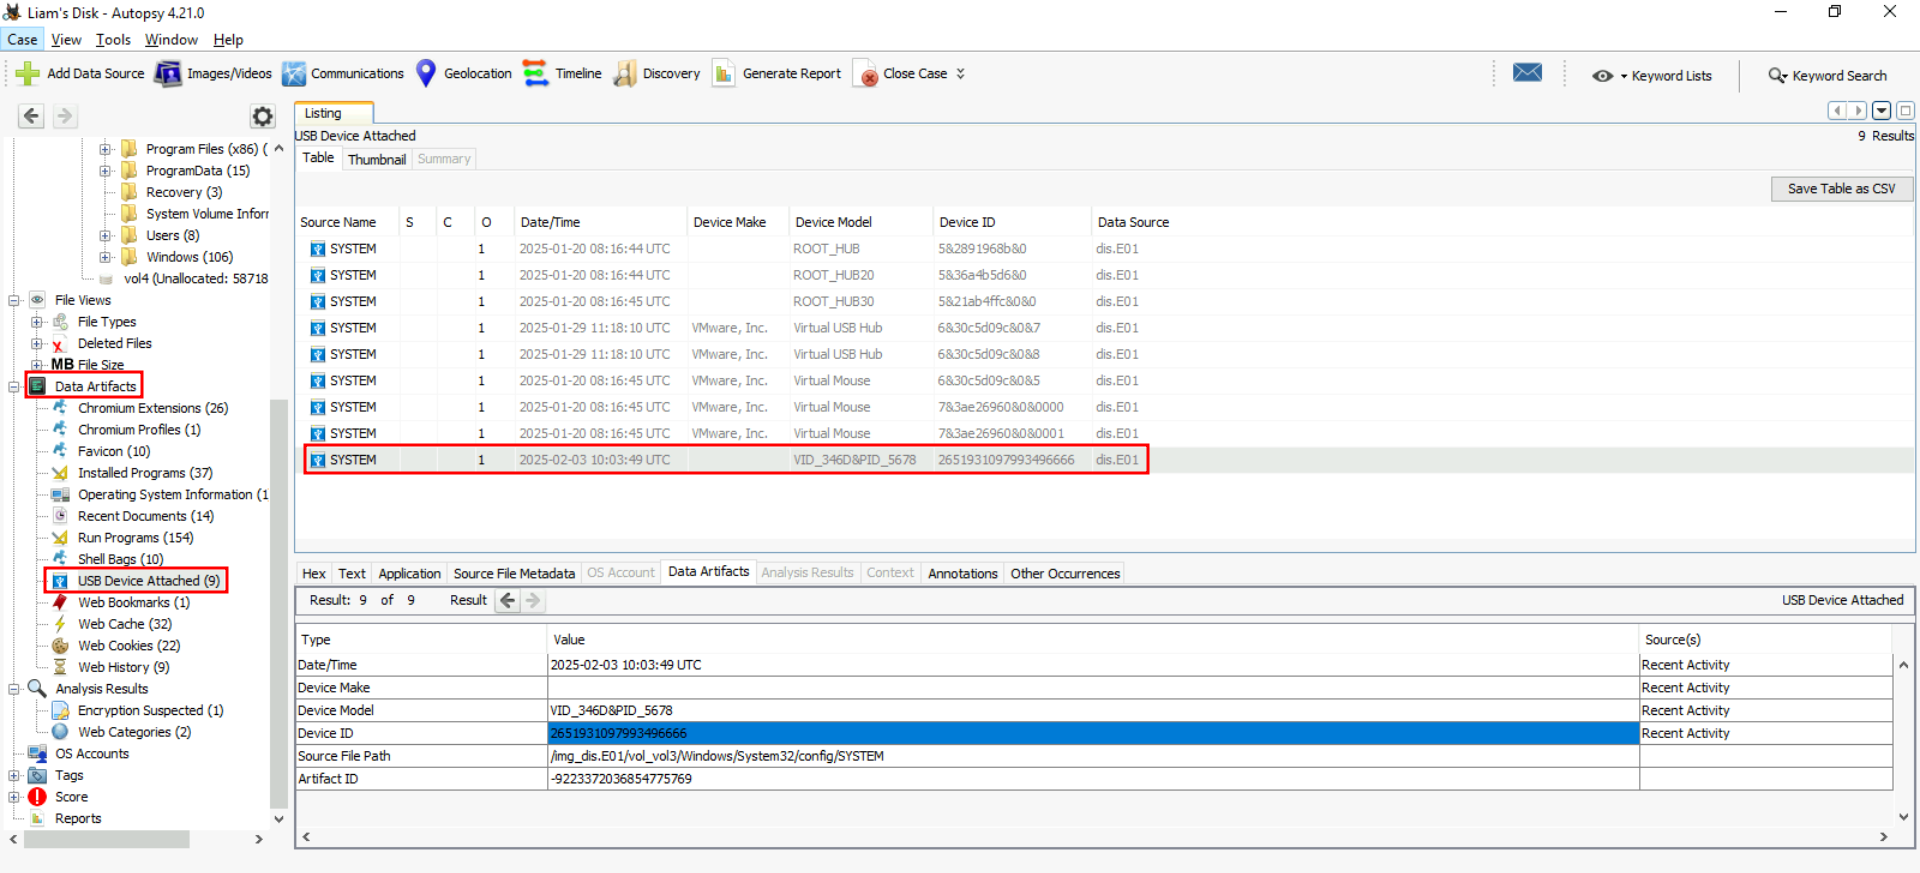 Liam's Disk - Autopsy 4.21.0
Case View Tools Window Help
Add Data Source Images/Videos Communications Geolocation Timeline Discovery Generate Report Close Case Keyword Lists Keyword Search
Program Files (x86) (
ProgramData (15)
Recovery (3)
System Volume Infor
Users (8)
Windows (106)
vol4 (Unallocated: 58718
File Views
File Types
Deleted Files
MB File Size
Data Artifacts
Chromium Extensions (26)
Chromium Profiles (1)
Favicon (10)
Installed Programs (37)
Operating System Information (1
Recent Documents (14)
Run Programs (154)
Shell Bags (10)
USB Device Attached (9)
Web Bookmarks (1)
Web Cache (32)
Web Cookies (22)
Web History (9)
Analysis Results
Encryption Suspected (1)
Web Categories (2)
OS Accounts
Tags
Score
Reports
Listing
USB Device Attached
9 Results
Table Thumbnail Summary
Save Table as CSV
Source Name S C O Date/Time Device Make Device Model Device ID Data Source
SYSTEM 1 2025-01-20 08:16:44 UTC ROOT_HUB 5&2891968b&0 dis.E01
SYSTEM 1 2025-01-20 08:16:44 UTC ROOT_HUB20 5&36a4b5d6&0 dis.E01
SYSTEM 1 2025-01-20 08:16:45 UTC ROOT_HUB30 5&21ab4ffc&0&0 dis.E01
SYSTEM 1 2025-01-29 11:18:10 UTC VMware, Inc. Virtual USB Hub 6&30c5d09c&0&7 dis.E01
SYSTEM 1 2025-01-29 11:18:10 UTC VMware, Inc. Virtual USB Hub 6&30c5d09c&0&8 dis.E01
SYSTEM 1 2025-01-20 08:16:45 UTC VMware, Inc. Virtual Mouse 6&30c5d09c&0&5 dis.E01
SYSTEM 1 2025-01-20 08:16:45 UTC VMware, Inc. Virtual Mouse 7&3ae26960&0&0000 dis.E01
SYSTEM 1 2025-01-20 08:16:45 UTC VMware, Inc. Virtual Mouse 7&3ae26960&0&0001 dis.E01
SYSTEM 1 2025-02-03 10:03:49 UTC VID_346D&PID_5678 2651931097993496666 dis.E01
Hex Text Application Source File Metadata OS Account Data Artifacts Analysis Results Context Annotations Other Occurrences
Result: 9 of 9 Result USB Device Attached
Type Value Source(s)
Date/Time 2025-02-03 10:03:49 UTC Recent Activity
Device Make Recent Activity
Device Model VID_346D&PID_5678 Recent Activity
Device ID 2651931097993496666 Recent Activity
Source File Path /img_dis.E01/vol_vol3/Windows/System32/config/SYSTEM
Artifact ID -9223372036854775769